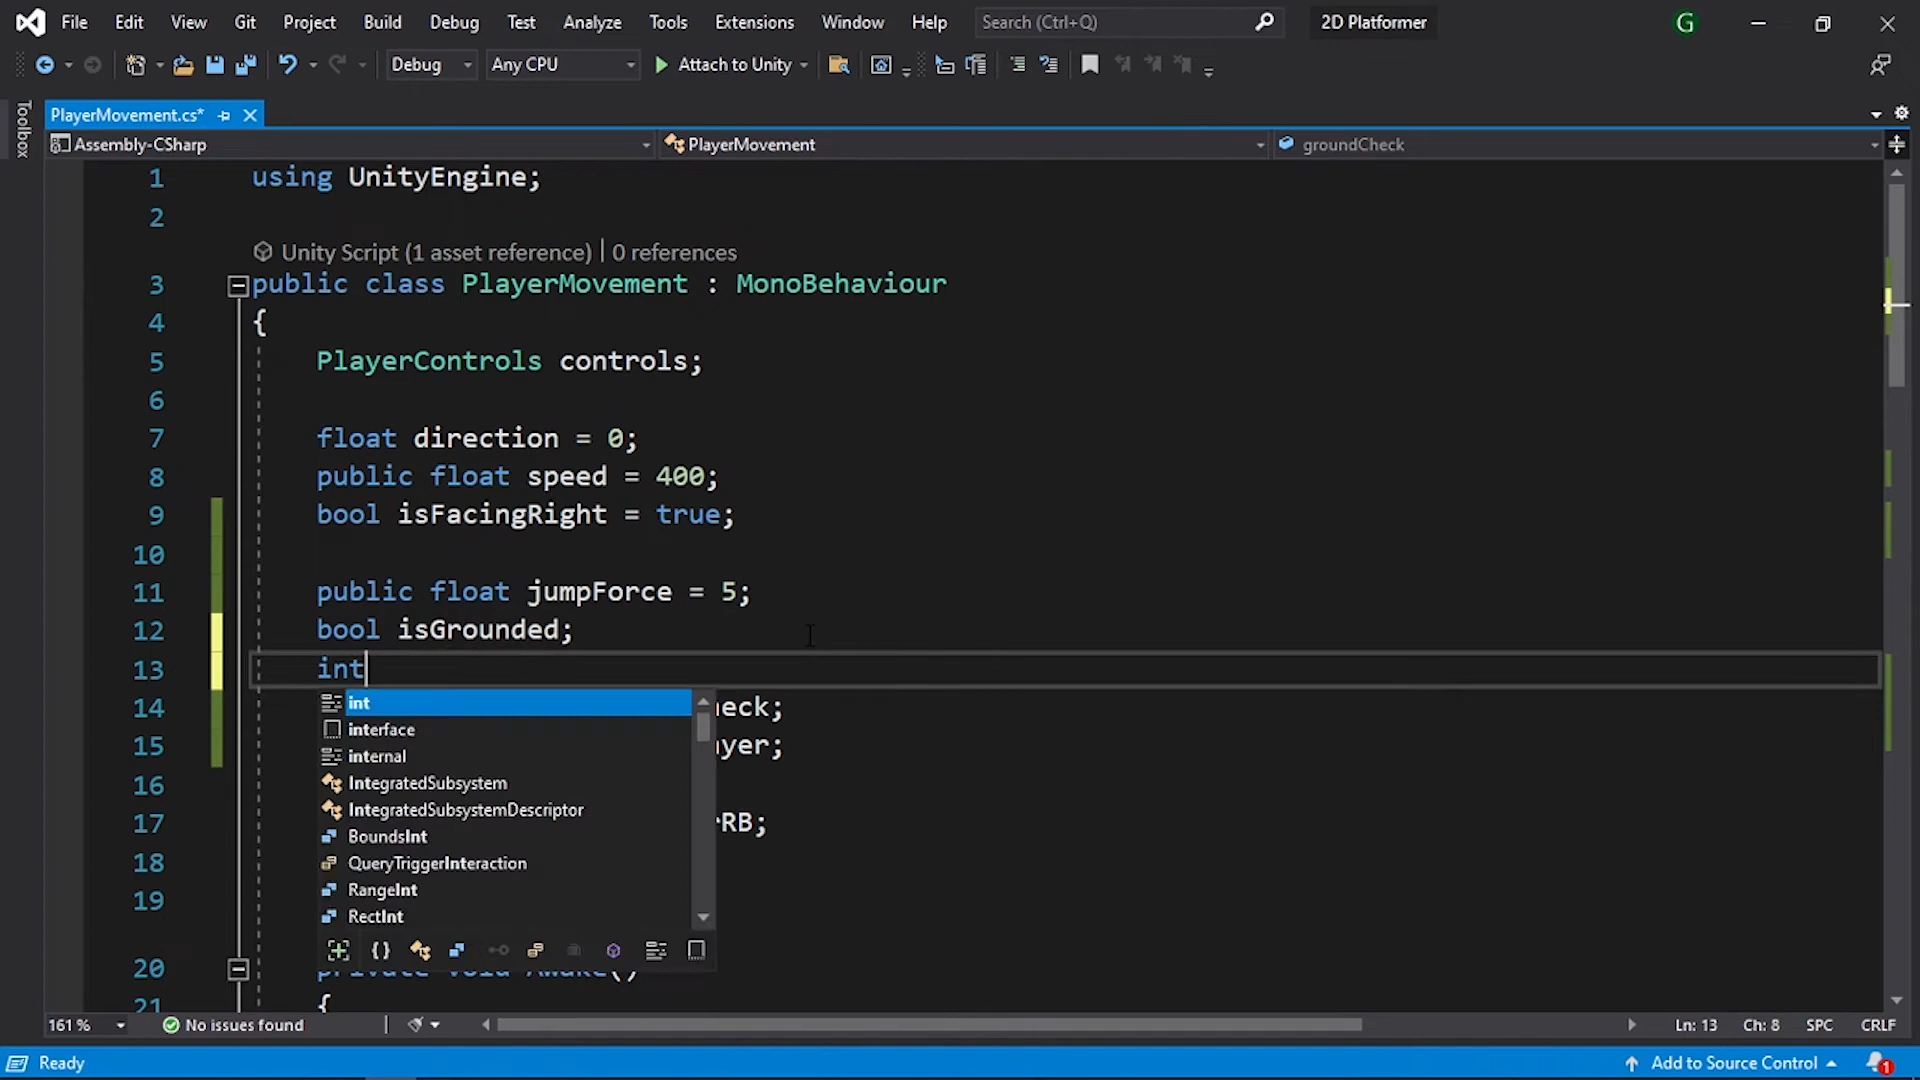 File Edit View Git Project Build Debug Test Analyze Tools Extensions Window Help Search (Ctrl+Q) 2D Platformer G
Debug Any CPU Attach to Unity
Toolbox
PlayerMovement.cs*
Assembly-CSharp PlayerMovement groundCheck
1 using UnityEngine;
2
Unity Script (1 asset reference) | 0 references
3 public class PlayerMovement : MonoBehaviour
4 {
5 PlayerControls controls;
6
7 float direction = 0;
8 public float speed = 400;
9 bool isFacingRight = true;
10
11 public float jumpForce = 5;
12 bool isGrounded;
13 int
14 eck;
15 ayer;
16
17 rRB;
18
19
int
interface
internal
IntegratedSubsystem
IntegratedSubsystemDescriptor
BoundsInt
QueryTriggerInteraction
RangeInt
RectInt
20 private void Awake()
21 {
161 % No issues found Ln: 13 Ch: 8 SPC CRLF
Ready Add to Source Control 1